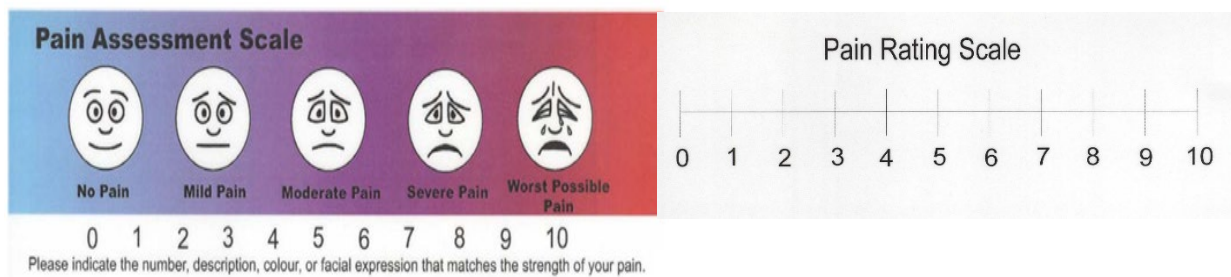 Pain Assessment Scale
No Pain Mild Pain Moderate Pain Severe Pain Worst Possible Pain
0 1 2 3 4 5 6 7 8 9 10
Please indicate the number, description, colour, or facial expression that matches the strength of your pain.
Pain Rating Scale
0 1 2 3 4 5 6 7 8 9 10